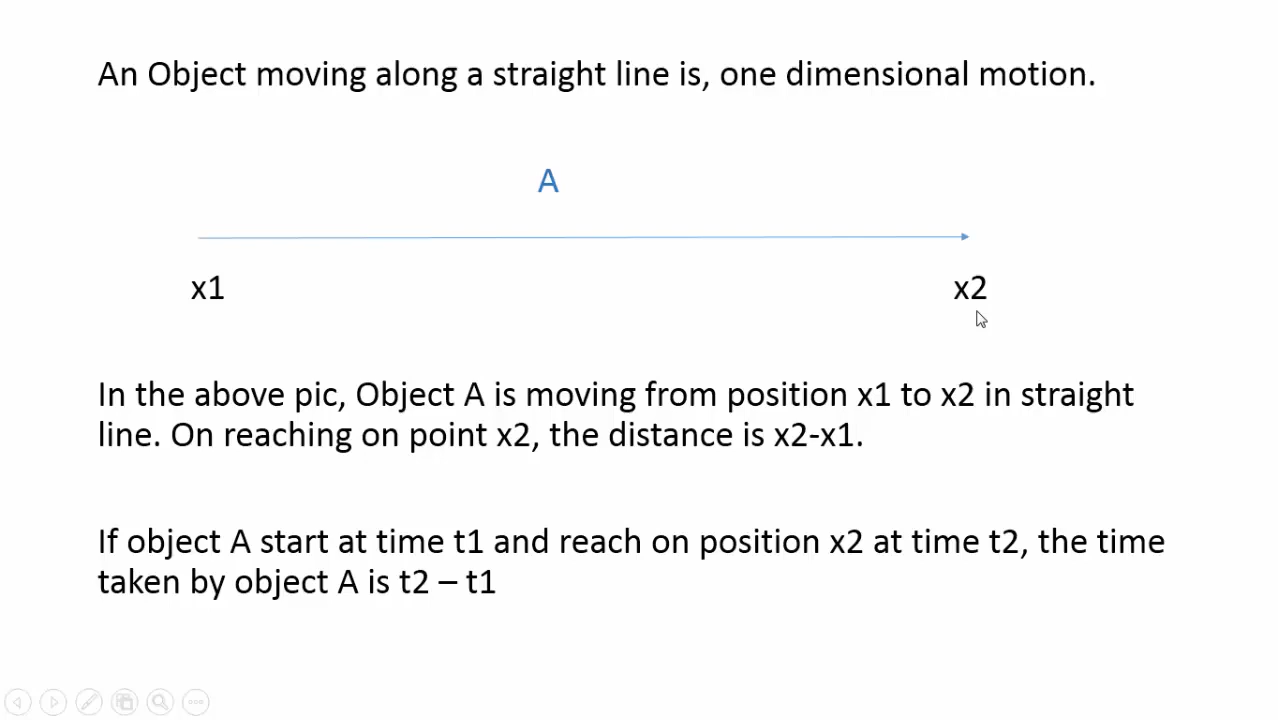 An Object moving along a straight line is, one dimensional motion.
A
x1 x2
In the above pic, Object A is moving from position x1 to x2 in straight
line. On reaching on point x2, the distance is x2-x1.
If object A start at time t1 and reach on position x2 at time t2, the time
taken by object A is t2 – t1